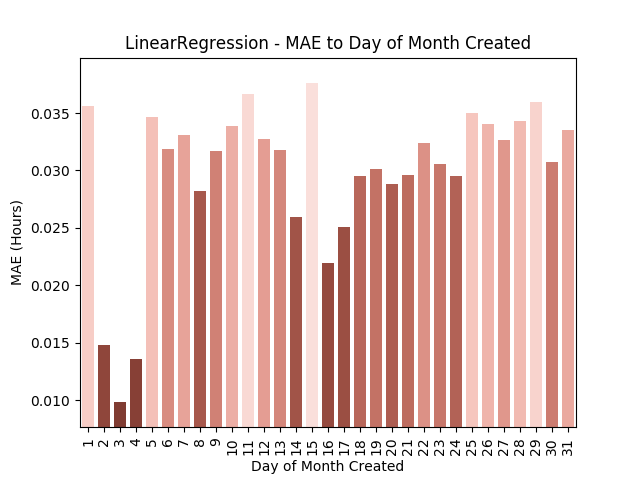 LinearRegression - MAE to Day of Month Created
MAE (Hours)
0.035
0.030
0.025
0.020
0.015
0.010
1 2 3 4 5 6 7 8 9 10 11 12 13 14 15 16 17 18 19 20 21 22 23 24 25 26 27 28 29 30 31
Day of Month Created